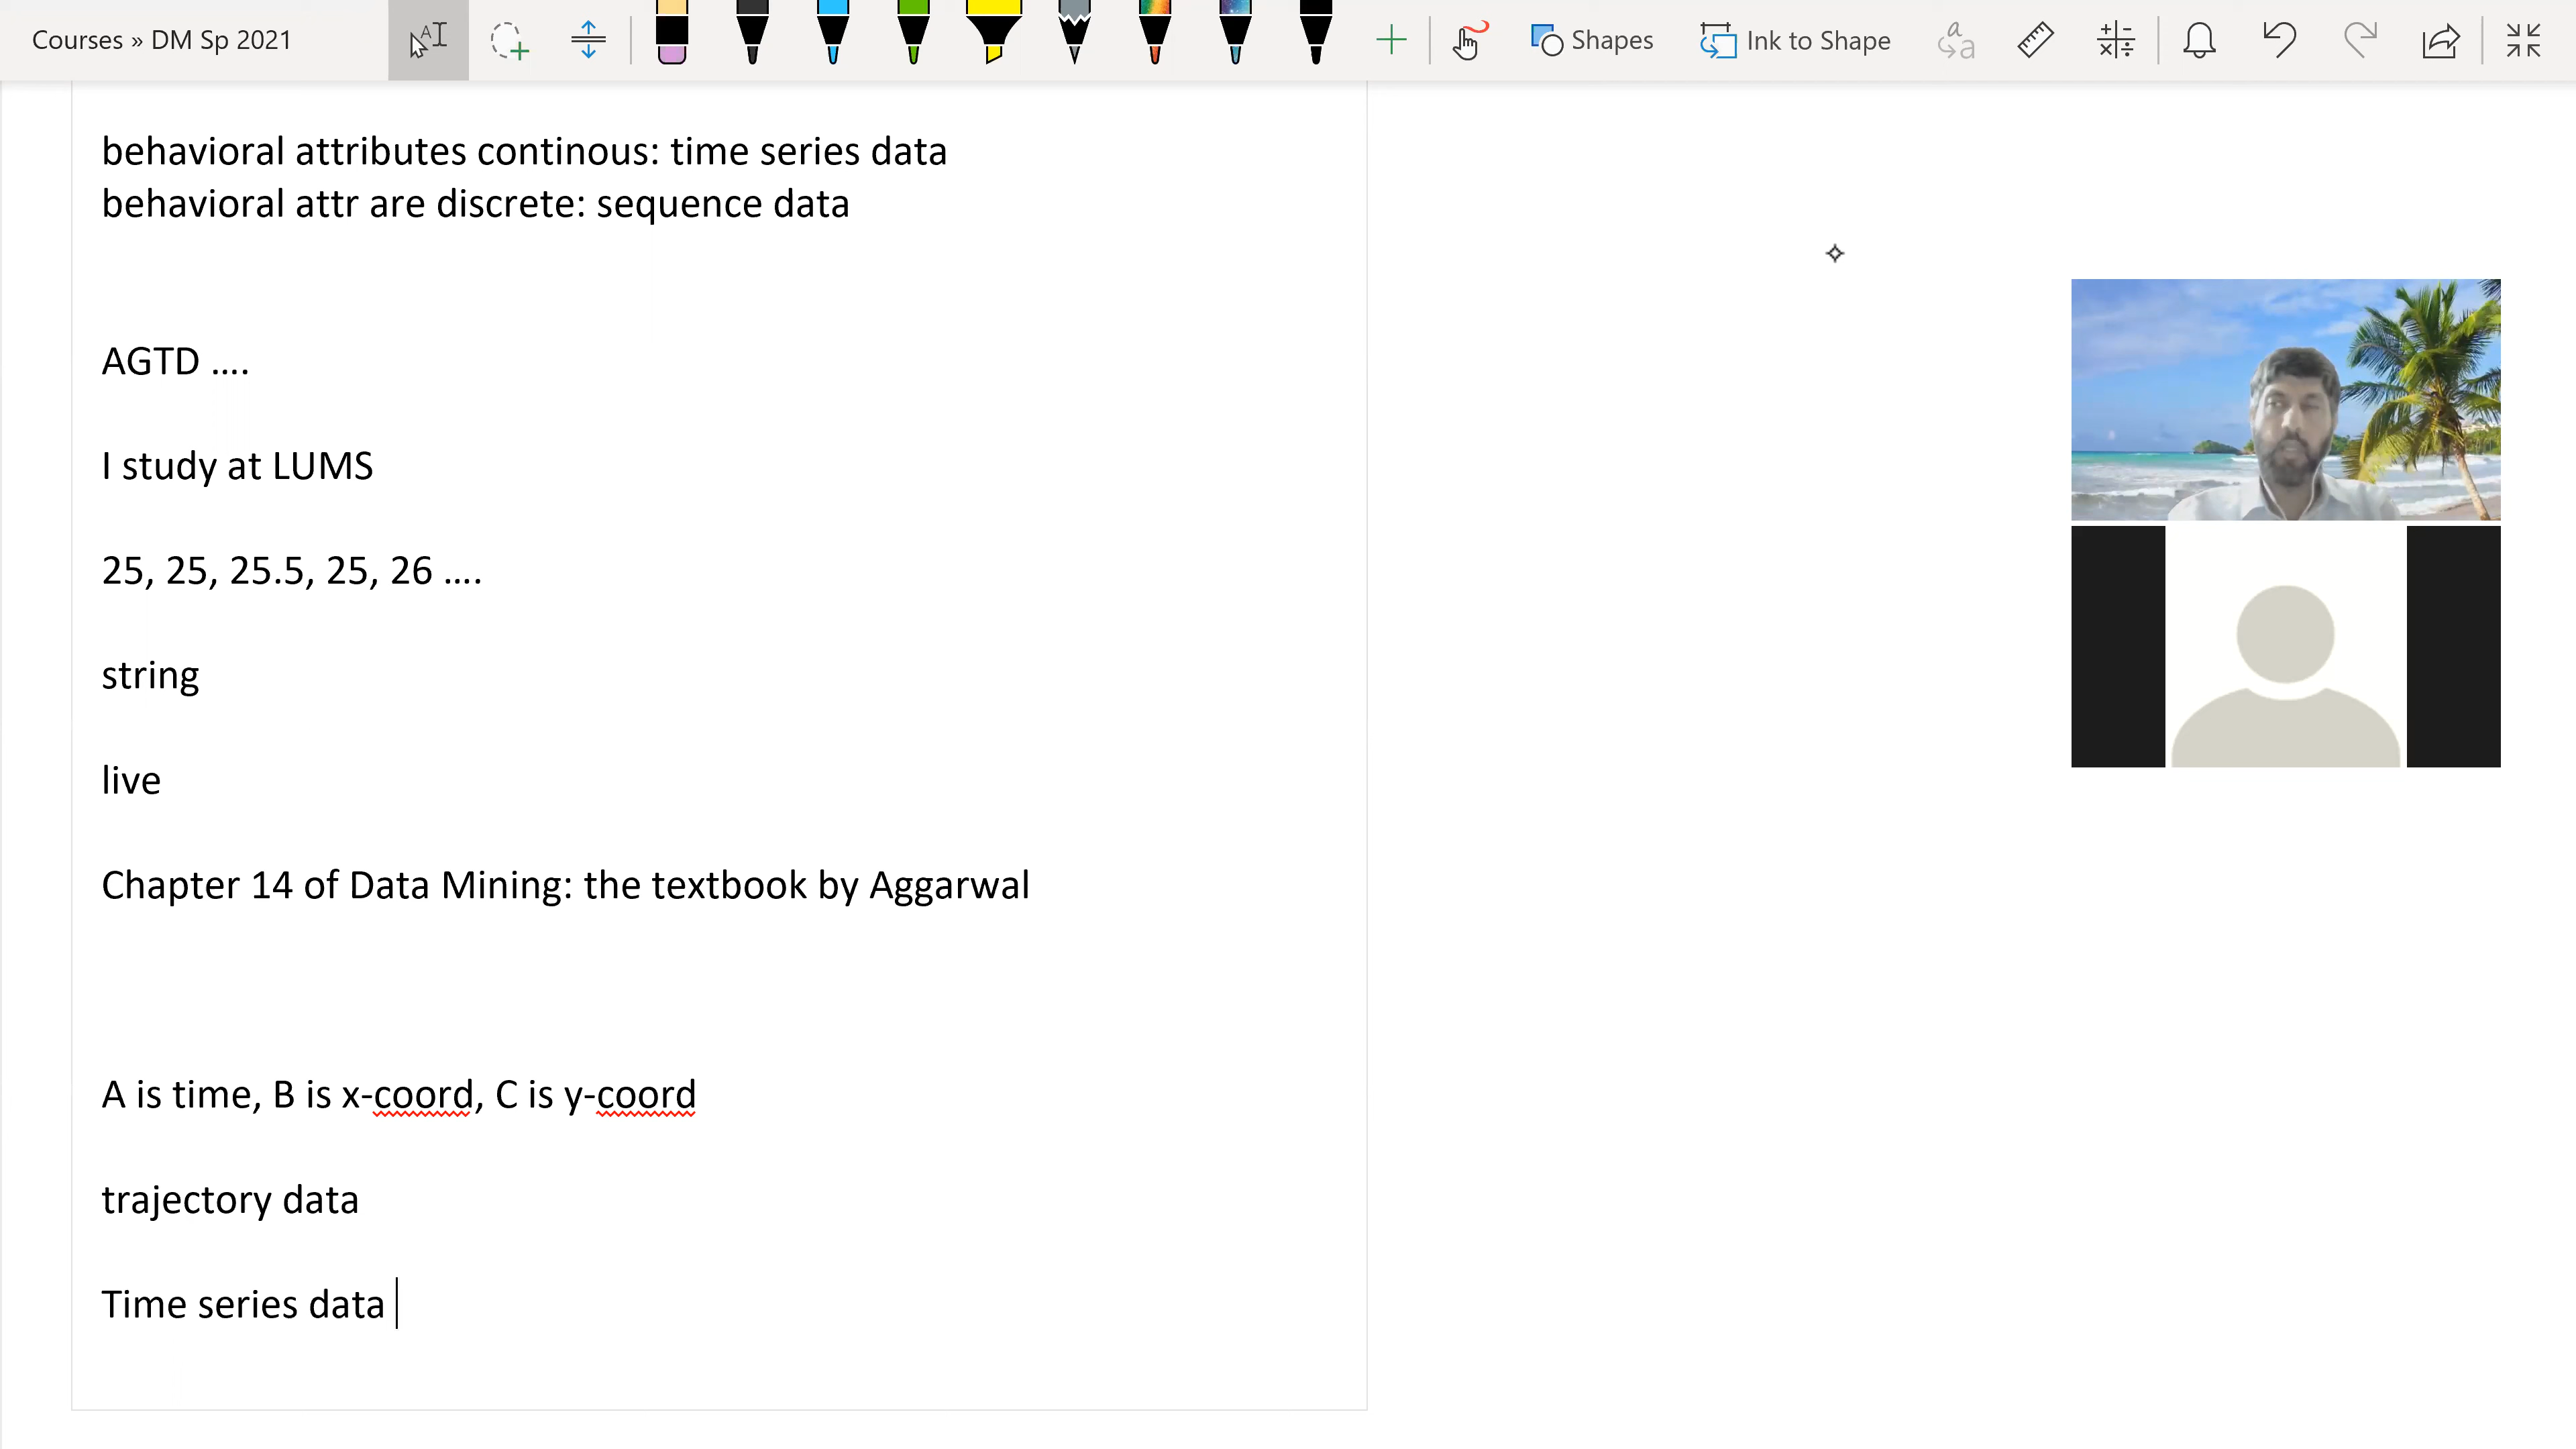 Courses » DM Sp 2021
Shapes
Ink to Shape
behavioral attributes continous: time series data
behavioral attr are discrete: sequence data
AGTD ....
I study at LUMS
25, 25, 25.5, 25, 26 ....
string
live
Chapter 14 of Data Mining: the textbook by Aggarwal
A is time, B is x-coord, C is y-coord
trajectory data
Time series data